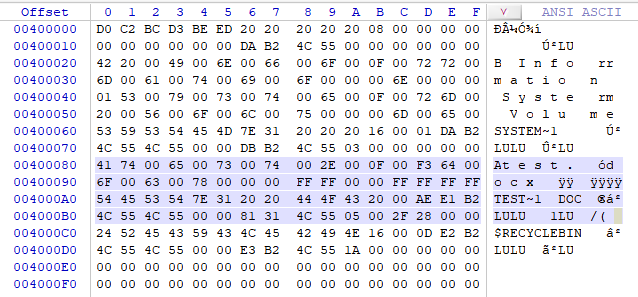 Offset 0 1 2 3 4 5 6 7 8 9 A B C D E F ANSI ASCII
00400000 D0 C2 BC D3 BE ED 20 20 20 20 20 08 00 00 00 00 ÐÂ¼Ó¾í
00400010 00 00 00 00 00 00 DA B2 4C 55 00 00 00 00 00 00 Ú²LU
00400020 42 20 00 49 00 6E 00 66 00 6F 00 0F 00 72 72 00 B I n f o rr
00400030 6D 00 61 00 74 00 69 00 6F 00 00 00 6E 00 00 00 m a t i o n
00400040 01 53 00 79 00 73 00 74 00 65 00 0F 00 72 6D 00 S y s t e rm
00400050 20 00 56 00 6F 00 6C 00 75 00 00 00 6D 00 65 00 V o l u m e
00400060 53 59 53 54 45 4D 7E 31 20 20 20 16 00 01 DA B2 SYSTEM~1 Ú²
00400070 4C 55 4C 55 00 00 DB B2 4C 55 03 00 00 00 00 00 LULU Û²LU
00400080 41 74 00 65 00 73 00 74 00 2E 00 0F 00 F3 64 00 At e s t . ód
00400090 6F 00 63 00 78 00 00 00 FF FF 00 00 FF FF FF FF o c x ÿÿ ÿÿÿÿ
004000A0 54 45 53 54 7E 31 20 20 44 4F 43 20 00 AE E1 B2 TEST~1 DOC ®á²
004000B0 4C 55 4C 55 00 00 81 31 4C 55 05 00 2F 28 00 00 LULU 1LU /(
004000C0 24 52 45 43 59 43 4C 45 42 49 4E 16 00 0D E2 B2 $RECYCLEBIN â²
004000D0 4C 55 4C 55 00 00 E3 B2 4C 55 1A 00 00 00 00 00 LULU ã²LU
004000E0 00 00 00 00 00 00 00 00 00 00 00 00 00 00 00 00
004000F0 00 00 00 00 00 00 00 00 00 00 00 00 00 00 00 00